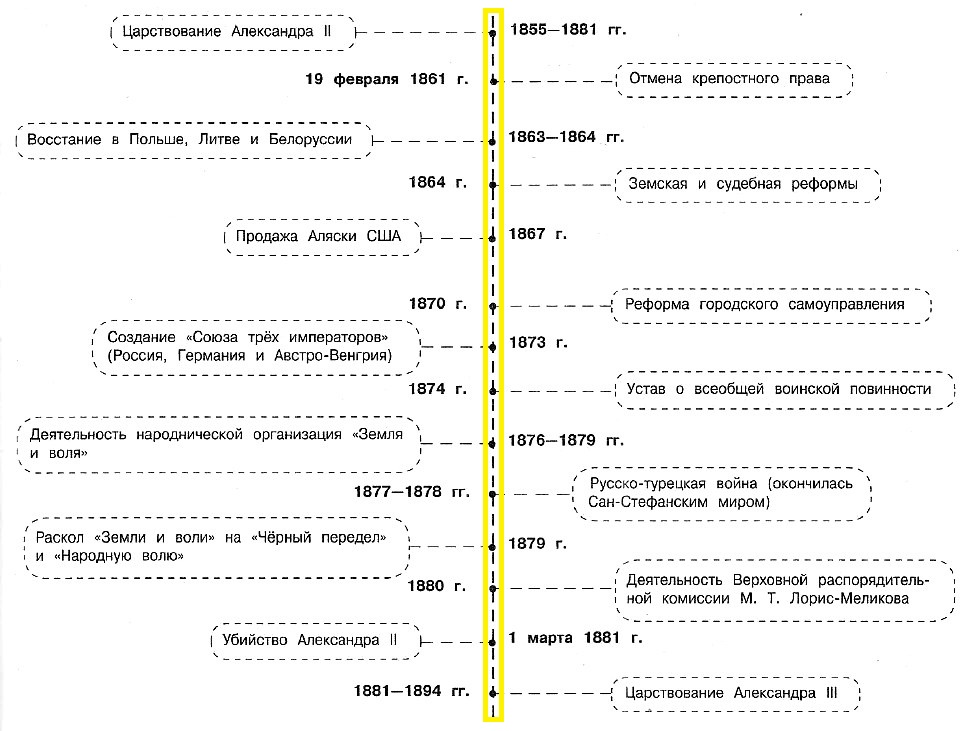 Царствование Александра II
1855—1881 гг.
19 февраля 1861 г.
Отмена крепостного права
Восстание в Польше, Литве и Белоруссии
1863—1864 гг.
1864 г.
Земская и судебная реформы
Продажа Аляски США
1867 г.
1870 г.
Реформа городского самоуправления
Создание «Союза трёх императоров»
(Россия, Германия и Австро-Венгрия)
1873 г.
1874 г.
Устав о всеобщей воинской повинности
Деятельность народнической организация «Земля
и воля»
1876—1879 гг.
1877—1878 гг.
Русско-турецкая война (окончилась
Сан-Стефанским миром)
Раскол «Земли и воли» на «Чёрный передел»
и «Народную волю»
1879 г.
1880 г.
Деятельность Верховной распорядитель-
ной комиссии М. Т. Лорис-Меликова
Убийство Александра II
1 марта 1881 г.
1881—1894 гг.
Царствование Александра III